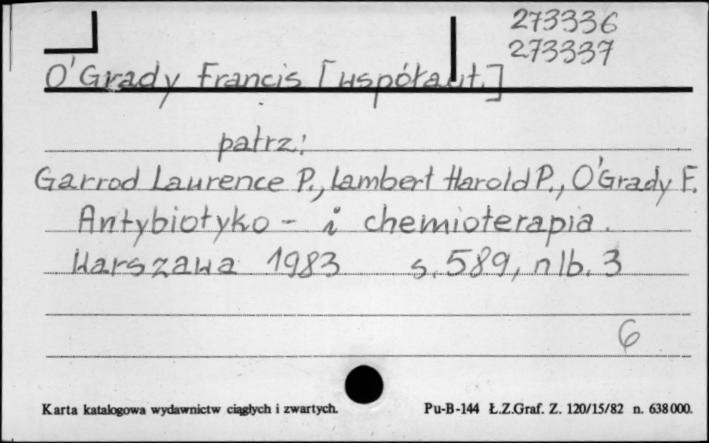 273336
273337
O'Grady Francis [współaut.]
patrz:
Garrod Laurence P., Lambert Harold P., O'Grady F.
Antybiotyko- i chemioterapia.
Warszawa 1983 s. 589, nlb. 3
6
Karta katalogowa wydawnictw ciągłych i zwartych. Pu-B-144 Ł.Z.Graf. Z. 120/15/82 n. 638000.